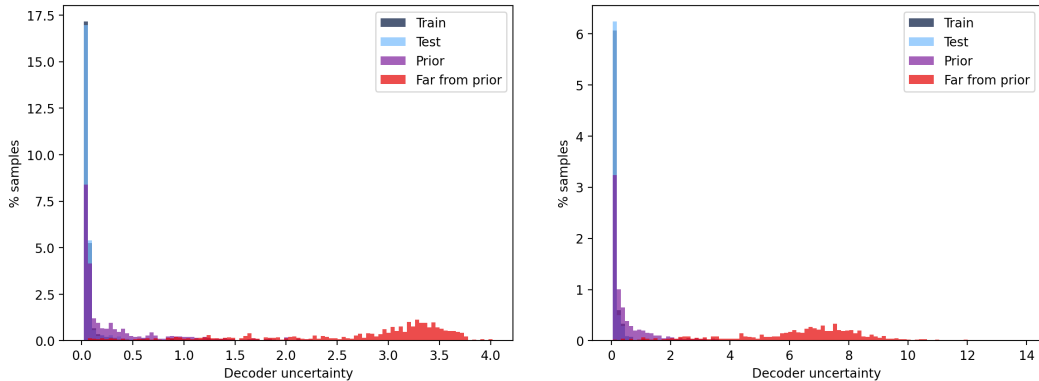 17.5
15.0
12.5
10.0
7.5
5.0
2.5
0.0
% samples
0.0 0.5 1.0 1.5 2.0 2.5 3.0 3.5 4.0
Decoder uncertainty
Train
Test
Prior
Far from prior
6
5
4
3
2
1
0
% samples
0 2 4 6 8 10 12 14
Decoder uncertainty
Train
Test
Prior
Far from prior